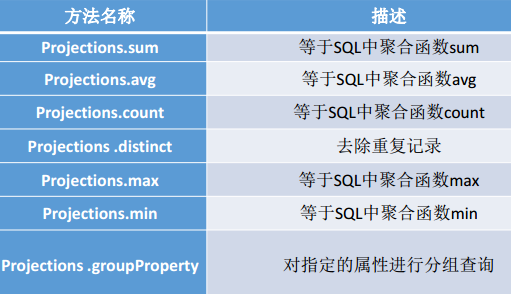 方法名称 描述
Projections.sum 等于SQL中聚合函数sum
Projections.avg 等于SQL中聚合函数avg
Projections.count 等于SQL中聚合函数count
Projections .distinct 去除重复记录
Projections.max 等于SQL中聚合函数max
Projections.min 等于SQL中聚合函数min
Projections .groupProperty 对指定的属性进行分组查询